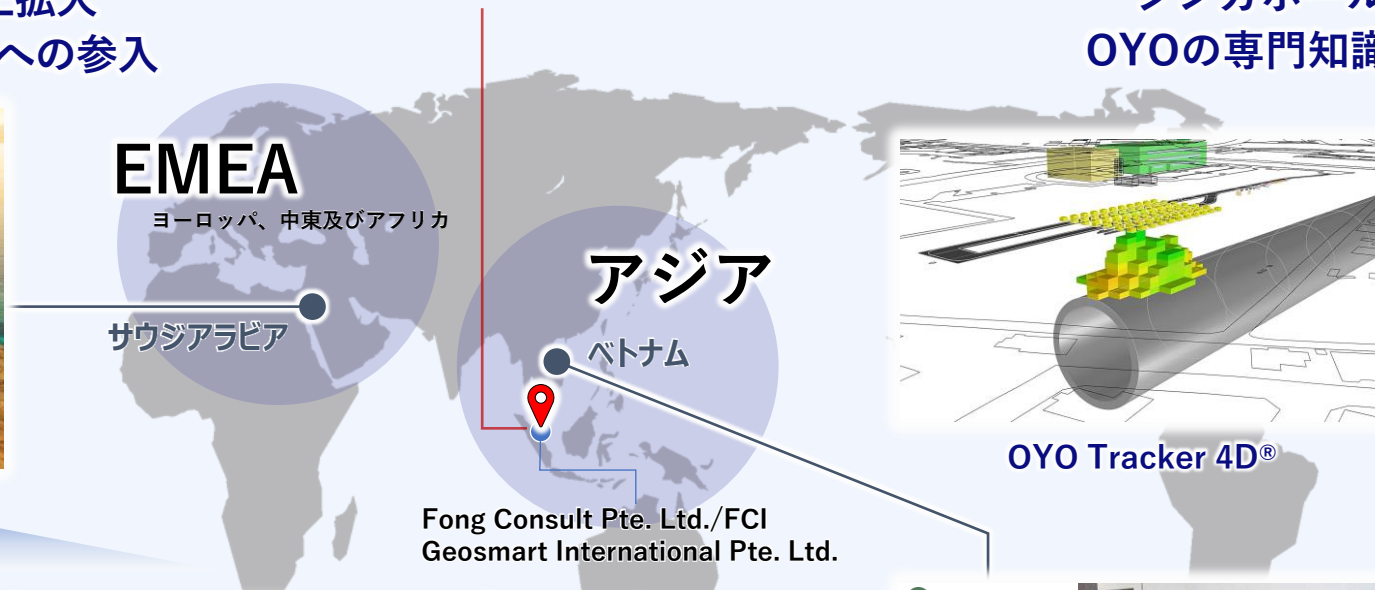 への参入
OYOの専門知
EMEA
ヨーロッパ、中東及びアフリカ
アジア
サウジアラビア
ベトナム
OYO Tracker 4D®
Fong Consult Pte. Ltd./FCI
Geosmart International Pte. Ltd.